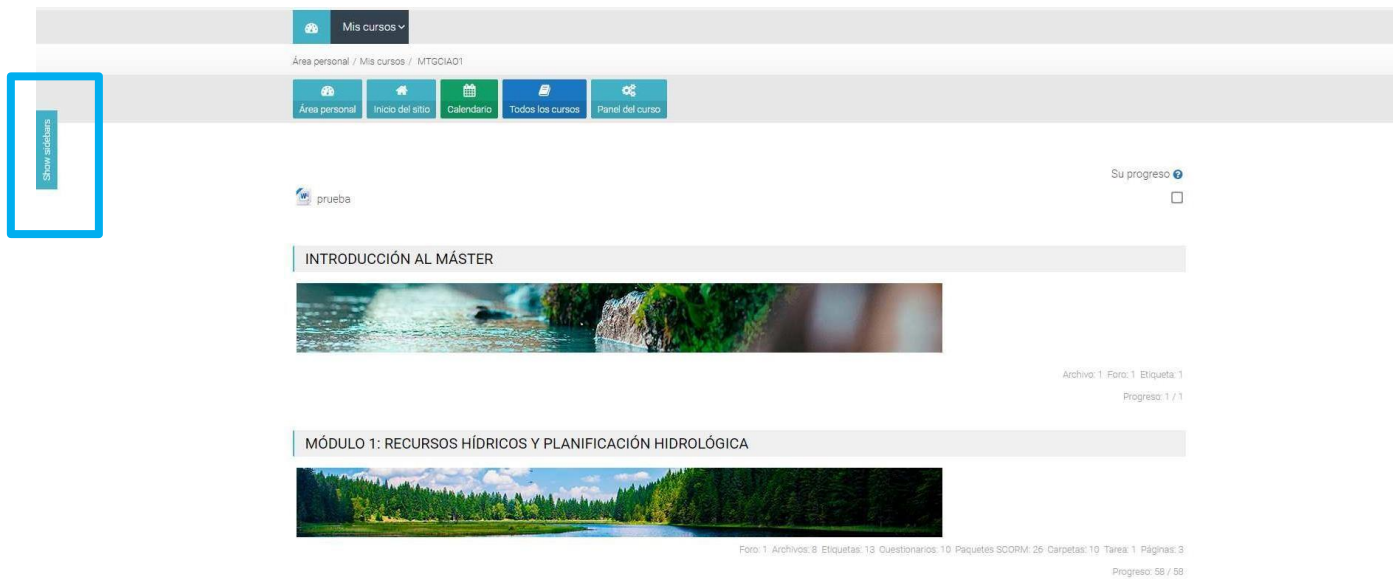 Mis cursos
Área personal / Mis cursos / MTGCIA01
Área personal Inicio del sitio Calendario Todos los cursos Panel del curso
Show sidebars
Su progreso
prueba
INTRODUCCIÓN AL MÁSTER
Archivo: 1 Foro: 1 Etiqueta: 1
Progreso: 1 / 1
MÓDULO 1: RECURSOS HÍDRICOS Y PLANIFICACIÓN HIDROLÓGICA
Foro: 1 Archivos: 8 Etiquetas: 13 Cuestionarios: 10 Paquetes SCORM: 26 Carpetas: 10 Tarea: 1 Páginas: 3
Progreso: 58 / 58